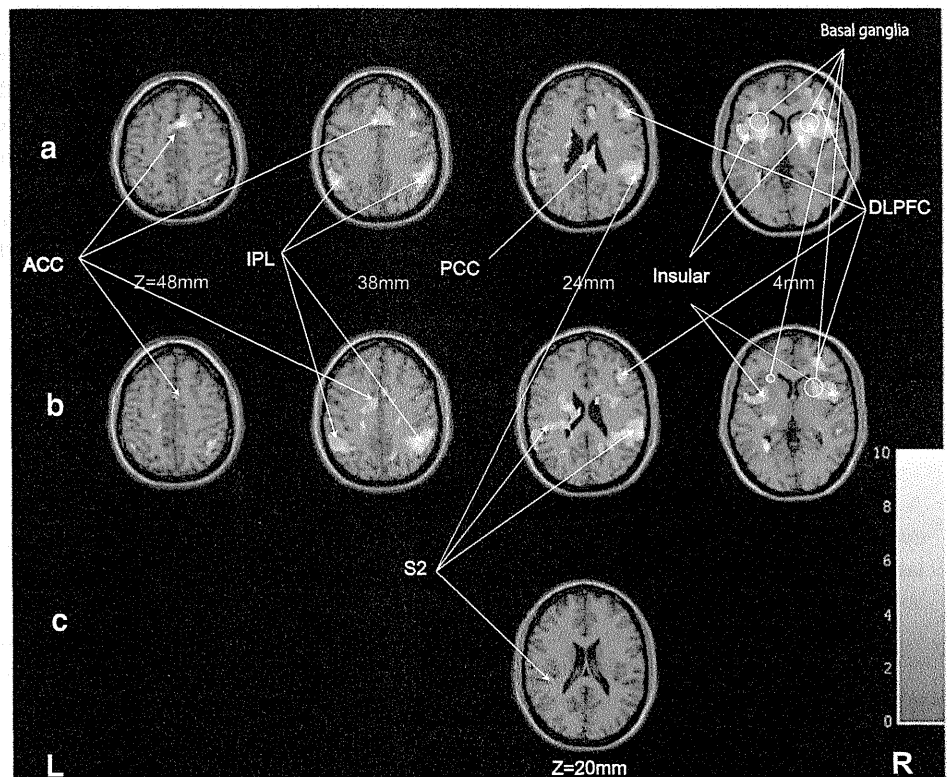 Basal ganglia
a
DLPFC
ACC
IPL
PCC
Insular
Z=48mm
38mm
24mm
4mm
b
10
8
6
4
2
0
S2
c
L
Z=20mm
R